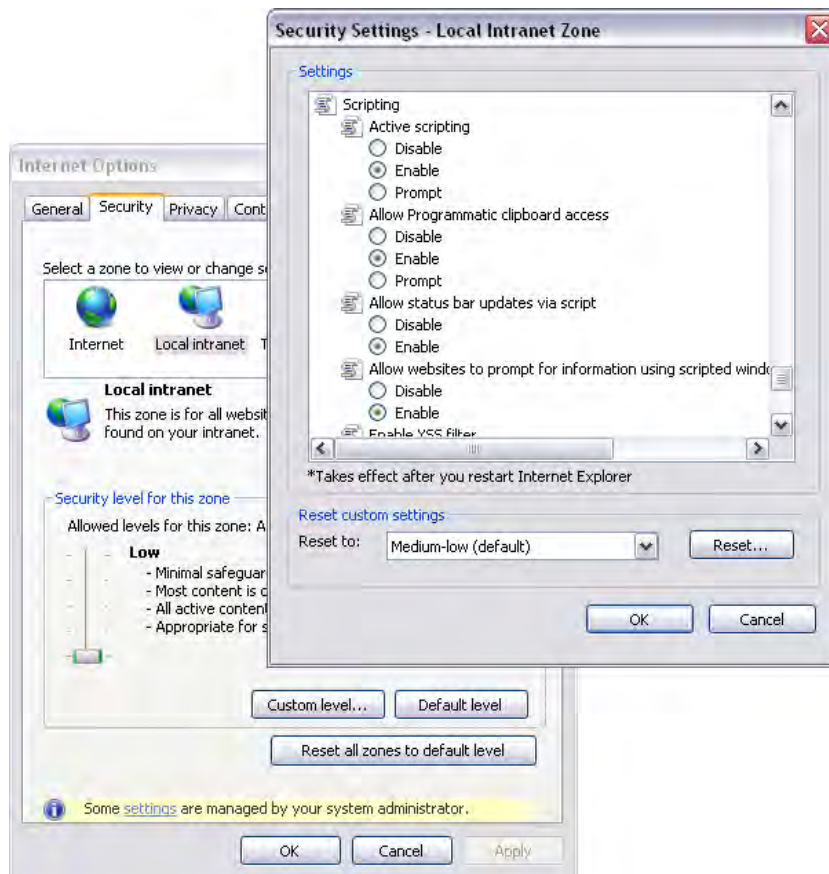 Security Settings - Local Intranet Zone
Settings
Scripting
Active scripting
Disable
Enable
Prompt
Allow Programmatic clipboard access
Disable
Enable
Prompt
Allow status bar updates via script
Disable
Enable
Allow websites to prompt for information using scripted windo
Disable
Enable
Enable XSS filter
*Takes effect after you restart Internet Explorer
Reset custom settings
Reset to: Medium-low (default) Reset...
OK Cancel
Internet Options
General Security Privacy Cont
Select a zone to view or change s
Internet Local intranet T
Local intranet
This zone is for all websit
found on your intranet.
Security level for this zone
Allowed levels for this zone: A
Low
- Minimal safeguar
- Most content is d
- All active content
- Appropriate for s
Custom level... Default level
Reset all zones to default level
Some settings are managed by your system administrator.
OK Cancel Apply